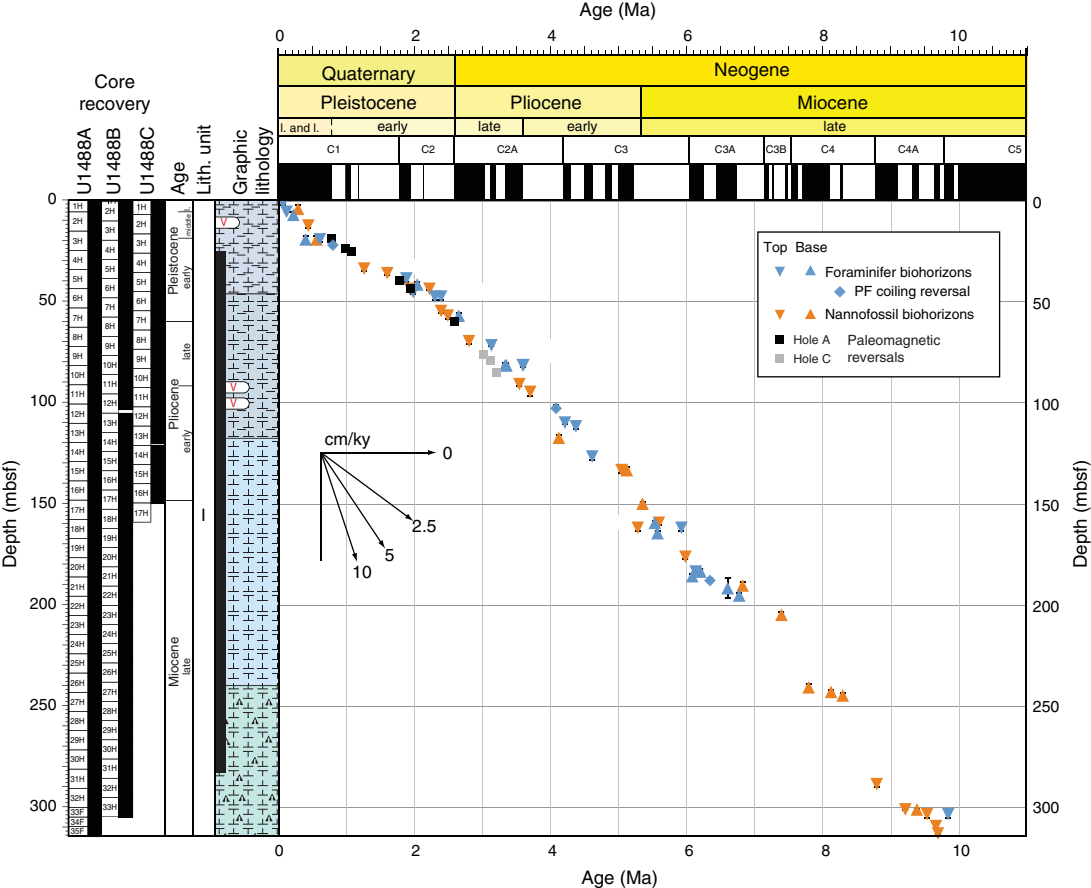 Age (Ma)
0 2 4 6 8 10
Quaternary Neogene
Pleistocene Pliocene Miocene
l. and l. early late early late
C1 C2 C2A C3 C3A C3B C4 C4A C5
Core
recovery
U1488A
U1488B
U1488C
Age
Lith. unit
Graphic
lithology
Depth (mbsf)
0
50
100
150
200
250
300
1H
2H
3H
4H
5H
6H
7H
8H
9H
10H
11H
12H
13H
14H
15H
16H
17H
18H
19H
20H
21H
22H
23H
24H
25H
26H
27H
28H
29H
30H
31H
32H
33F
34F
35F
2H
3H
4H
5H
6H
7H
8H
9H
10H
11H
12H
13H
14H
15H
16H
17H
18H
19H
20H
21H
22H
23H
24H
25H
26H
27H
28H
29H
30H
31H
32H
33H
1H
2H
3H
4H
5H
6H
7H
8H
9H
10H
11H
12H
13H
14H
15H
16H
17H
Pleistocene
middle
early
Pliocene
late
early
Miocene
late
I
V
V
V
Top Base
Foraminifer biohorizons
PF coiling reversal
Nannofossil biohorizons
Hole A
Hole C
Paleomagnetic
reversals
cm/ky
0
2.5
5
10
0
50
100
150
200
250
300
Depth (mbsf)
0 2 4 6 8 10
Age (Ma)